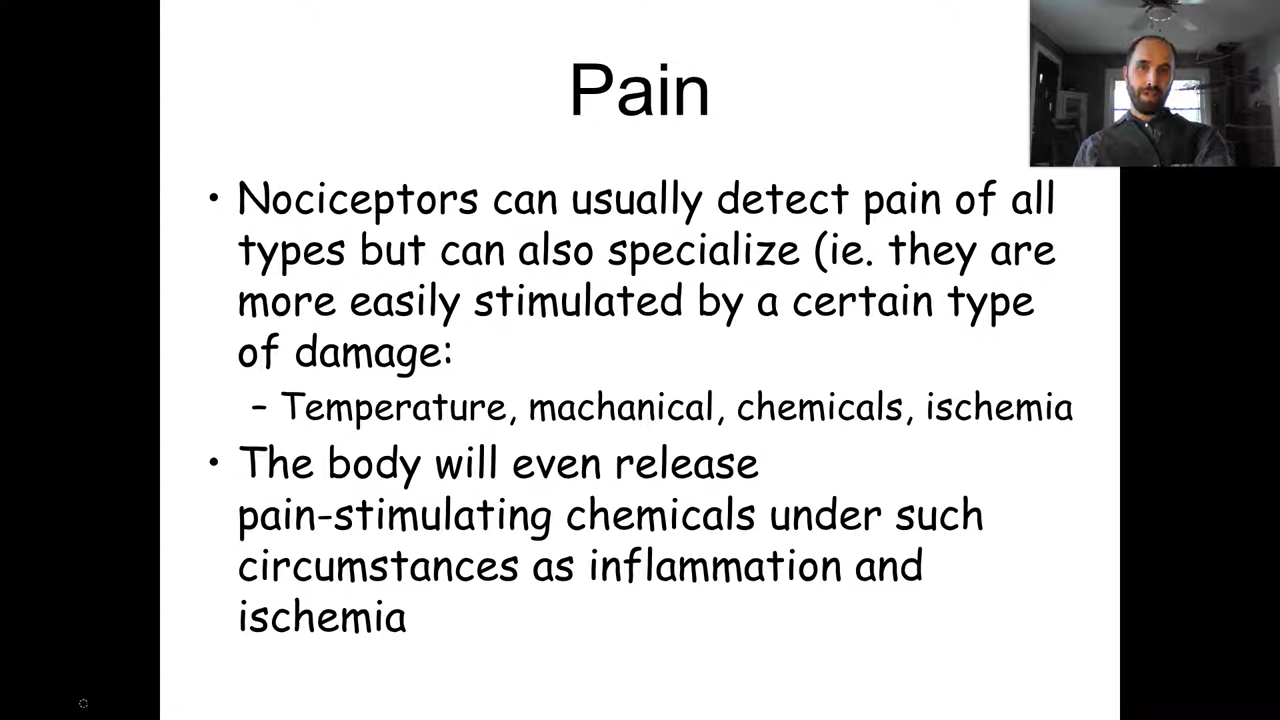 Pain
• Nociceptors can usually detect pain of all
types but can also specialize (ie. they are
more easily stimulated by a certain type
of damage:
– Temperature, machanical, chemicals, ischemia
• The body will even release
pain-stimulating chemicals under such
circumstances as inflammation and
ischemia